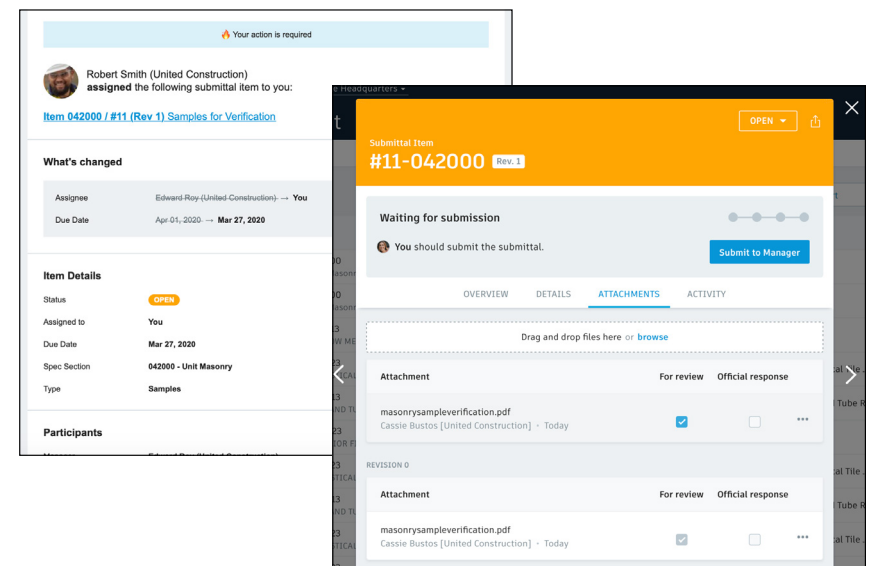 Your action is required
Robert Smith (United Construction)
assigned the following submittal item to you:
Item 042000 / #11 (Rev 1) Samples for Verification
What's changed
Assignee Edward Roy (United Construction) → You
Due Date Apr 01, 2020 → Mar 27, 2020
Item Details
Status OPEN
Assigned to You
Due Date Mar 27, 2020
Spec Section 042000 - Unit Masonry
Type Samples
Participants
Headquarters
OPEN
Submittal Item
#11-042000 Rev. 1
Waiting for submission
You should submit the submittal.
Submit to Manager
OVERVIEW DETAILS ATTACHMENTS ACTIVITY
Drag and drop files here or browse
Attachment For review Official response
masonrysampleverification.pdf
Cassie Bustos [United Construction] - Today
REVISION 0
Attachment For review Official response
masonrysampleverification.pdf
Cassie Bustos [United Construction] - Today